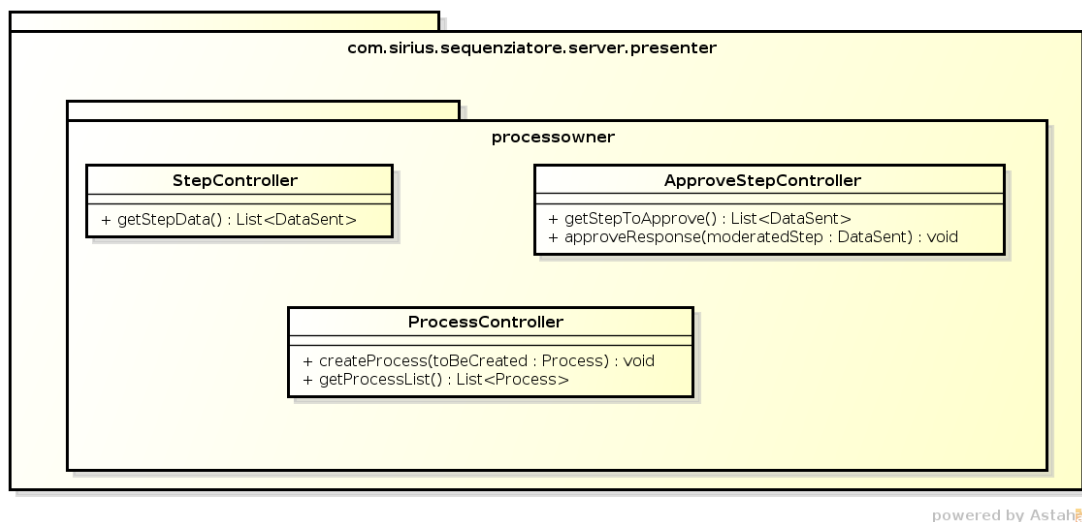 com.sirius.sequenziatore.server.presenter
processowner
StepController
+ getStepData() : List<DataSent>
ApproveStepController
+ getStepToApprove() : List<DataSent>
+ approveResponse(moderatedStep : DataSent) : void
ProcessController
+ createProcess(toBeCreated : Process) : void
+ getProcessList() : List<Process>
powered by Astah